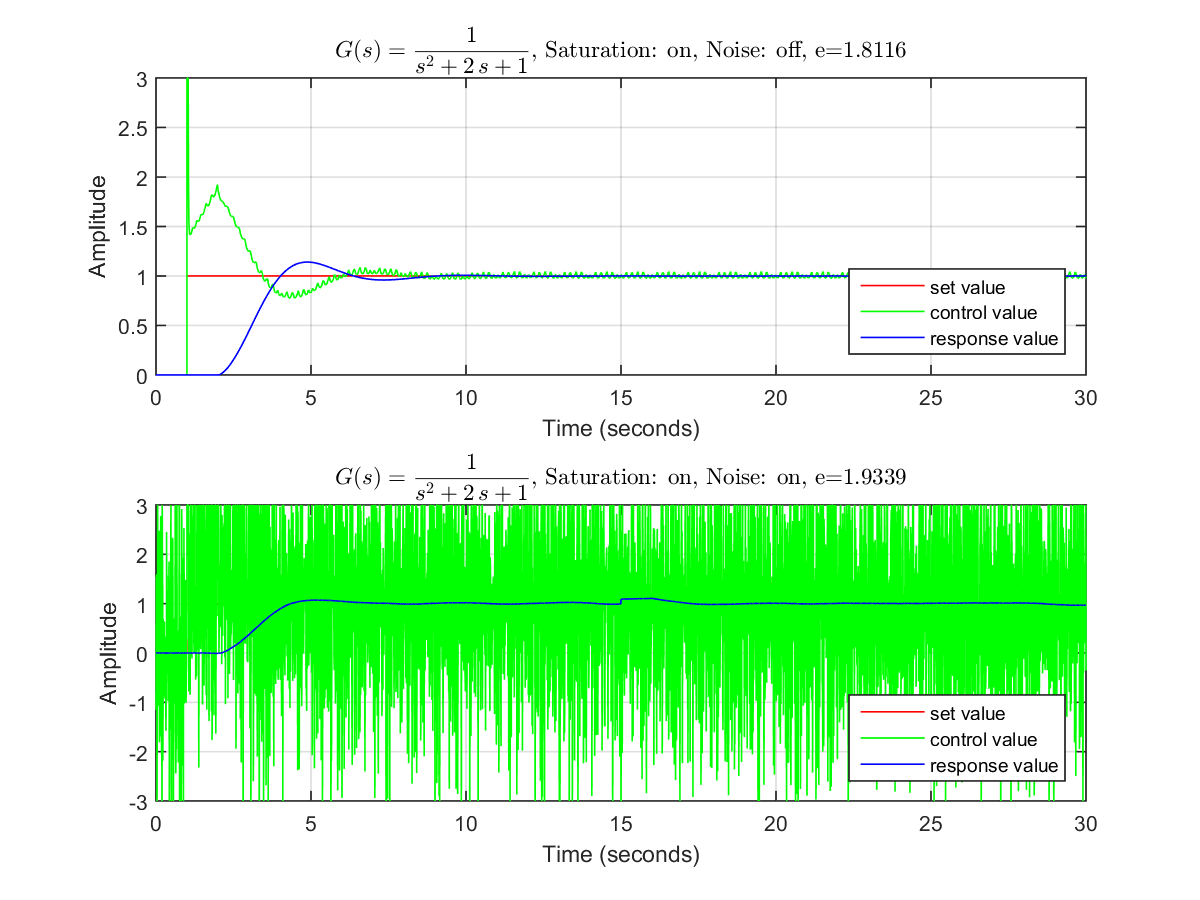 G(s) = 1/(s² + 2 s + 1), Saturation: on, Noise: off, e=1.8116
3
2.5
2
1.5
1
0.5
0
Amplitude
set value
control value
response value
0 5 10 15 20 25 30
Time (seconds)
G(s) = 1/(s² + 2 s + 1), Saturation: on, Noise: on, e=1.9339
3
2
1
0
-1
-2
-3
Amplitude
set value
control value
response value
0 5 10 15 20 25 30
Time (seconds)